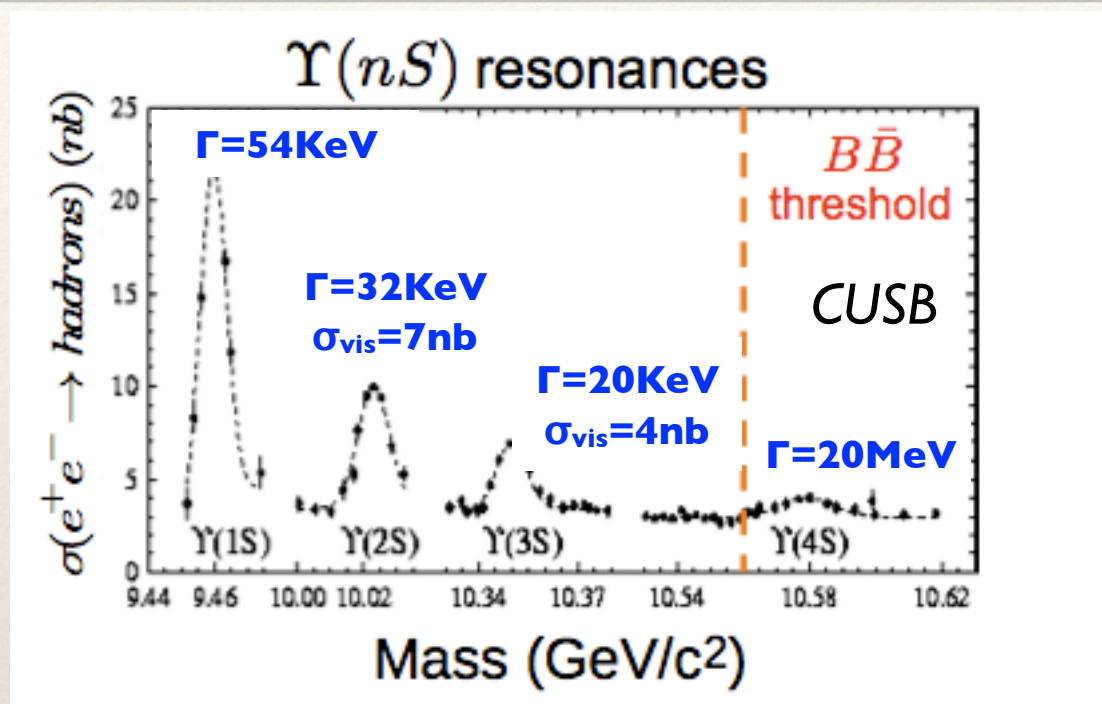 ϒ(nS) resonances
σ(e⁺e⁻ → hadrons) (nb)
25
20
15
10
5
0
Γ=54KeV
Γ=32KeV
σvis=7nb
Γ=20KeV
σvis=4nb
BB̄
threshold
CUSB
Γ=20MeV
ϒ(1S) ϒ(2S) ϒ(3S) ϒ(4S)
9.44 9.46 10.00 10.02 10.34 10.37 10.54 10.58 10.62
Mass (GeV/c²)